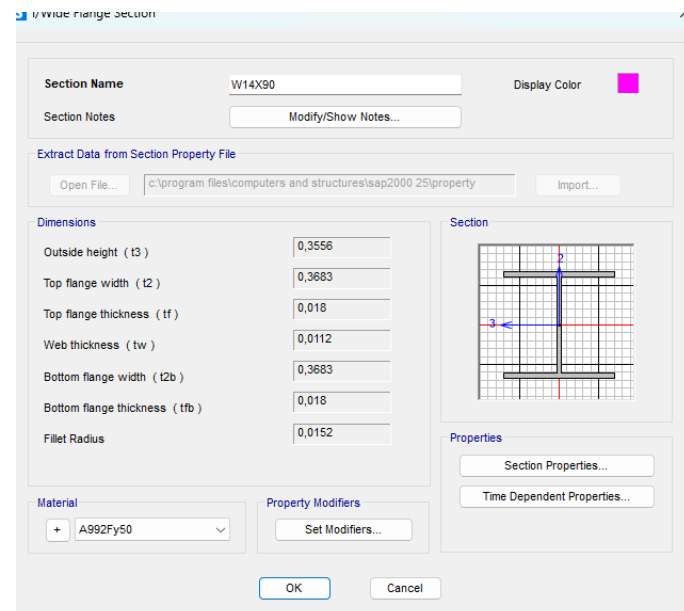 I/Wide Flange Section
Section Name W14X90 Display Color
Section Notes Modify/Show Notes...
Extract Data from Section Property File
Open File... c:\program files\computers and structures\sap2000 25\property Import...
Dimensions Section
Outside height ( t3 ) 0,3556
Top flange width ( t2 ) 0,3683
Top flange thickness ( tf ) 0,018
Web thickness ( tw ) 0,0112
Bottom flange width ( t2b ) 0,3683
Bottom flange thickness ( tfb ) 0,018
Fillet Radius 0,0152
2
3
Properties
Section Properties...
Time Dependent Properties...
Material Property Modifiers
+ A992Fy50 Set Modifiers...
OK Cancel